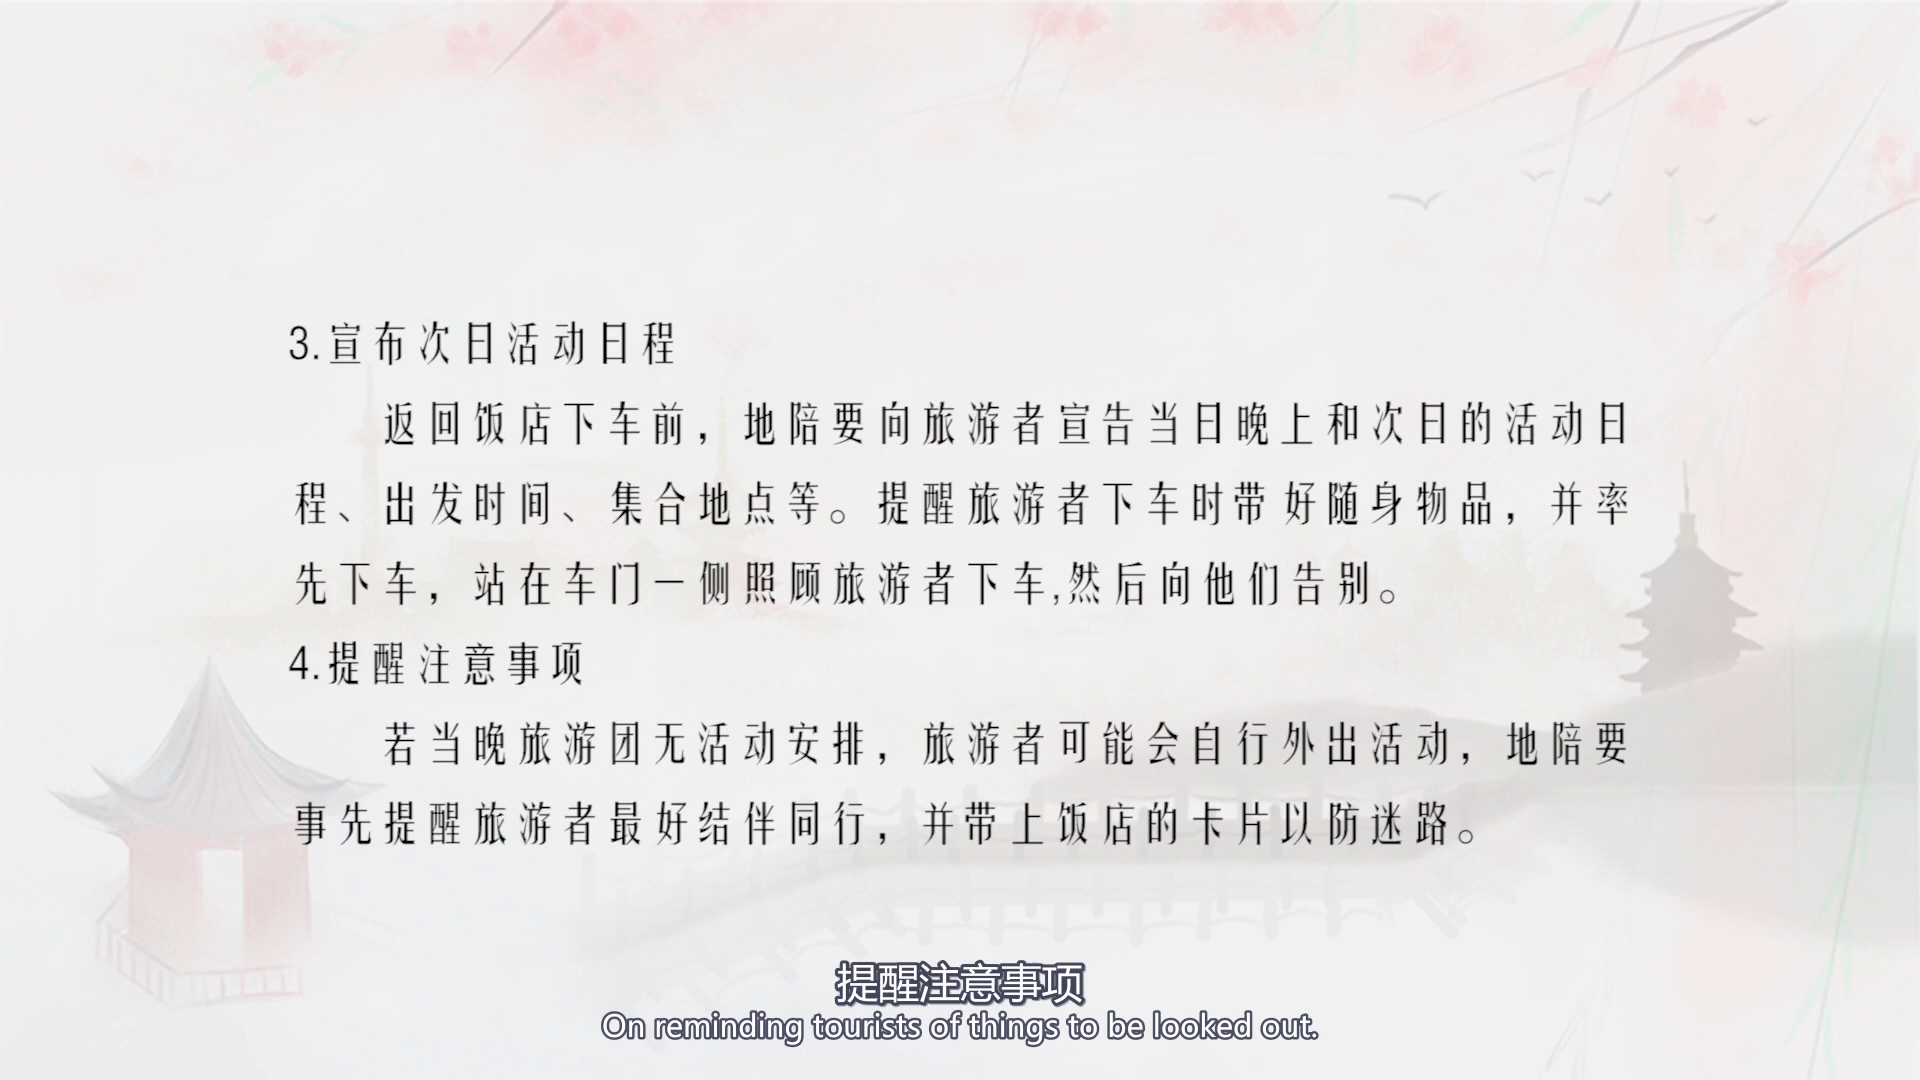 3.宣布次日活动日程
返回饭店下车前，地陪要向旅游者宣告当日晚上和次日的活动日
程、出发时间、集合地点等。提醒旅游者下车时带好随身物品，并率
先下车，站在车门一侧照顾旅游者下车,然后向他们告别。
4.提醒注意事项
若当晚旅游团无活动安排，旅游者可能会自行外出活动，地陪要
事先提醒旅游者最好结伴同行，并带上饭店的卡片以防迷路。
提醒注意事项
On reminding tourists of things to be looked out.